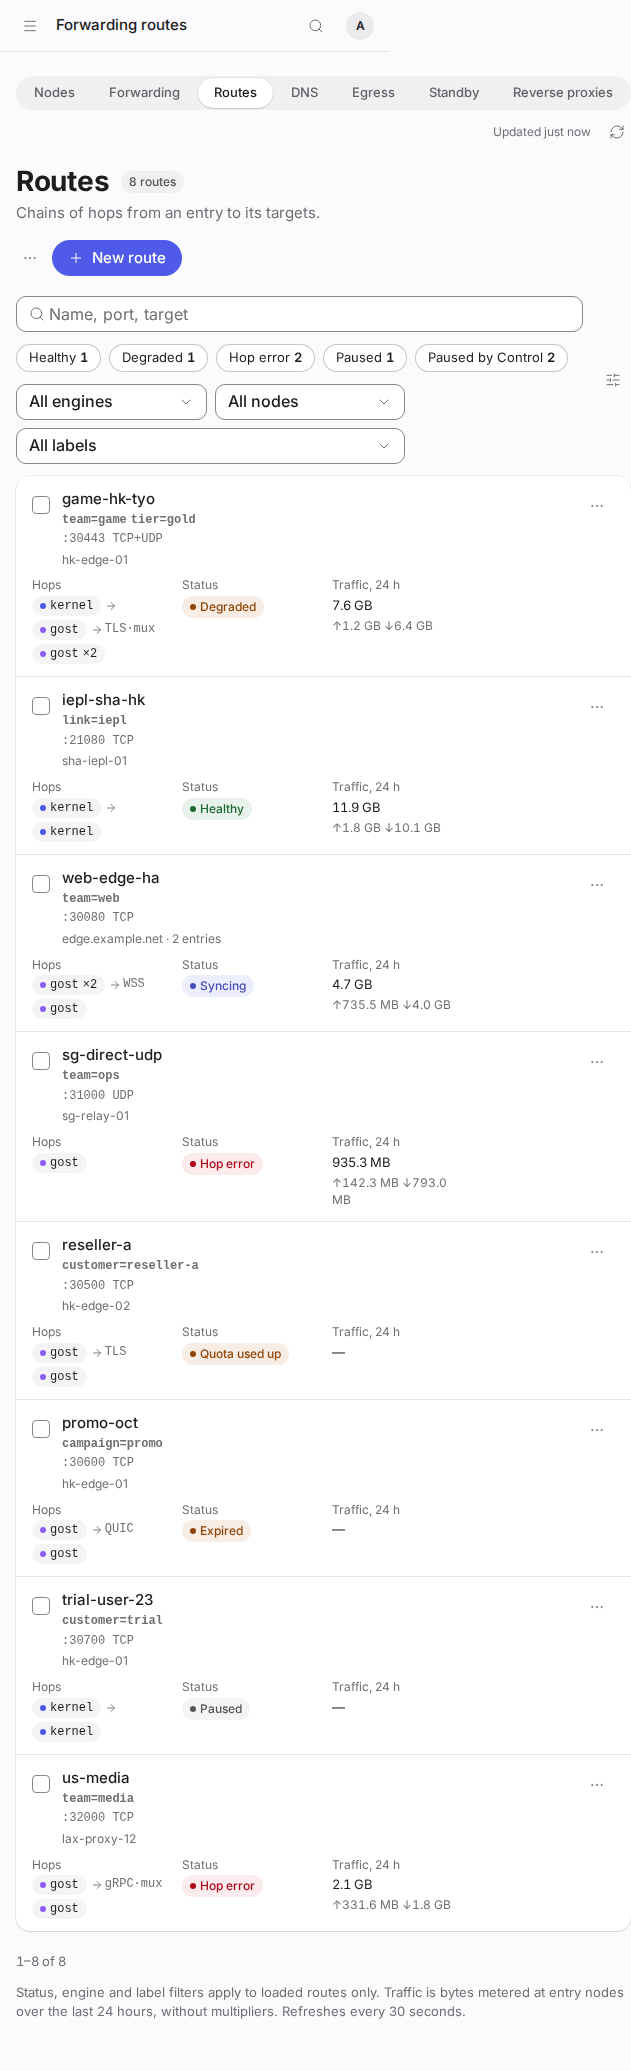 Forwarding routes
A
Nodes Forwarding Routes DNS Egress Standby Reverse proxies
Updated just now
Routes 8 routes
Chains of hops from an entry to its targets.
··· + New route
Name, port, target
Healthy 1 Degraded 1 Hop error 2 Paused 1 Paused by Control 2
All engines All nodes
All labels
game-hk-tyo ···
team=game tier=gold
:30443 TCP+UDP
hk-edge-01
Hops Status Traffic, 24 h
kernel → Degraded 7.6 GB
gost → TLS·mux ↑1.2 GB ↓6.4 GB
gost ×2
iepl-sha-hk ···
link=iepl
:21080 TCP
sha-iepl-01
Hops Status Traffic, 24 h
kernel → Healthy 11.9 GB
kernel ↑1.8 GB ↓10.1 GB
web-edge-ha ···
team=web
:30080 TCP
edge.example.net · 2 entries
Hops Status Traffic, 24 h
gost ×2 → WSS Syncing 4.7 GB
gost ↑735.5 MB ↓4.0 GB
sg-direct-udp ···
team=ops
:31000 UDP
sg-relay-01
Hops Status Traffic, 24 h
gost Hop error 935.3 MB
↑142.3 MB ↓793.0
MB
reseller-a ···
customer=reseller-a
:30500 TCP
hk-edge-02
Hops Status Traffic, 24 h
gost → TLS Quota used up —
gost
promo-oct ···
campaign=promo
:30600 TCP
hk-edge-01
Hops Status Traffic, 24 h
gost → QUIC Expired —
gost
trial-user-23 ···
customer=trial
:30700 TCP
hk-edge-01
Hops Status Traffic, 24 h
kernel → Paused —
kernel
us-media ···
team=media
:32000 TCP
lax-proxy-12
Hops Status Traffic, 24 h
gost → gRPC·mux Hop error 2.1 GB
gost ↑331.6 MB ↓1.8 GB
1–8 of 8
Status, engine and label filters apply to loaded routes only. Traffic is bytes metered at entry nodes
over the last 24 hours, without multipliers. Refreshes every 30 seconds.